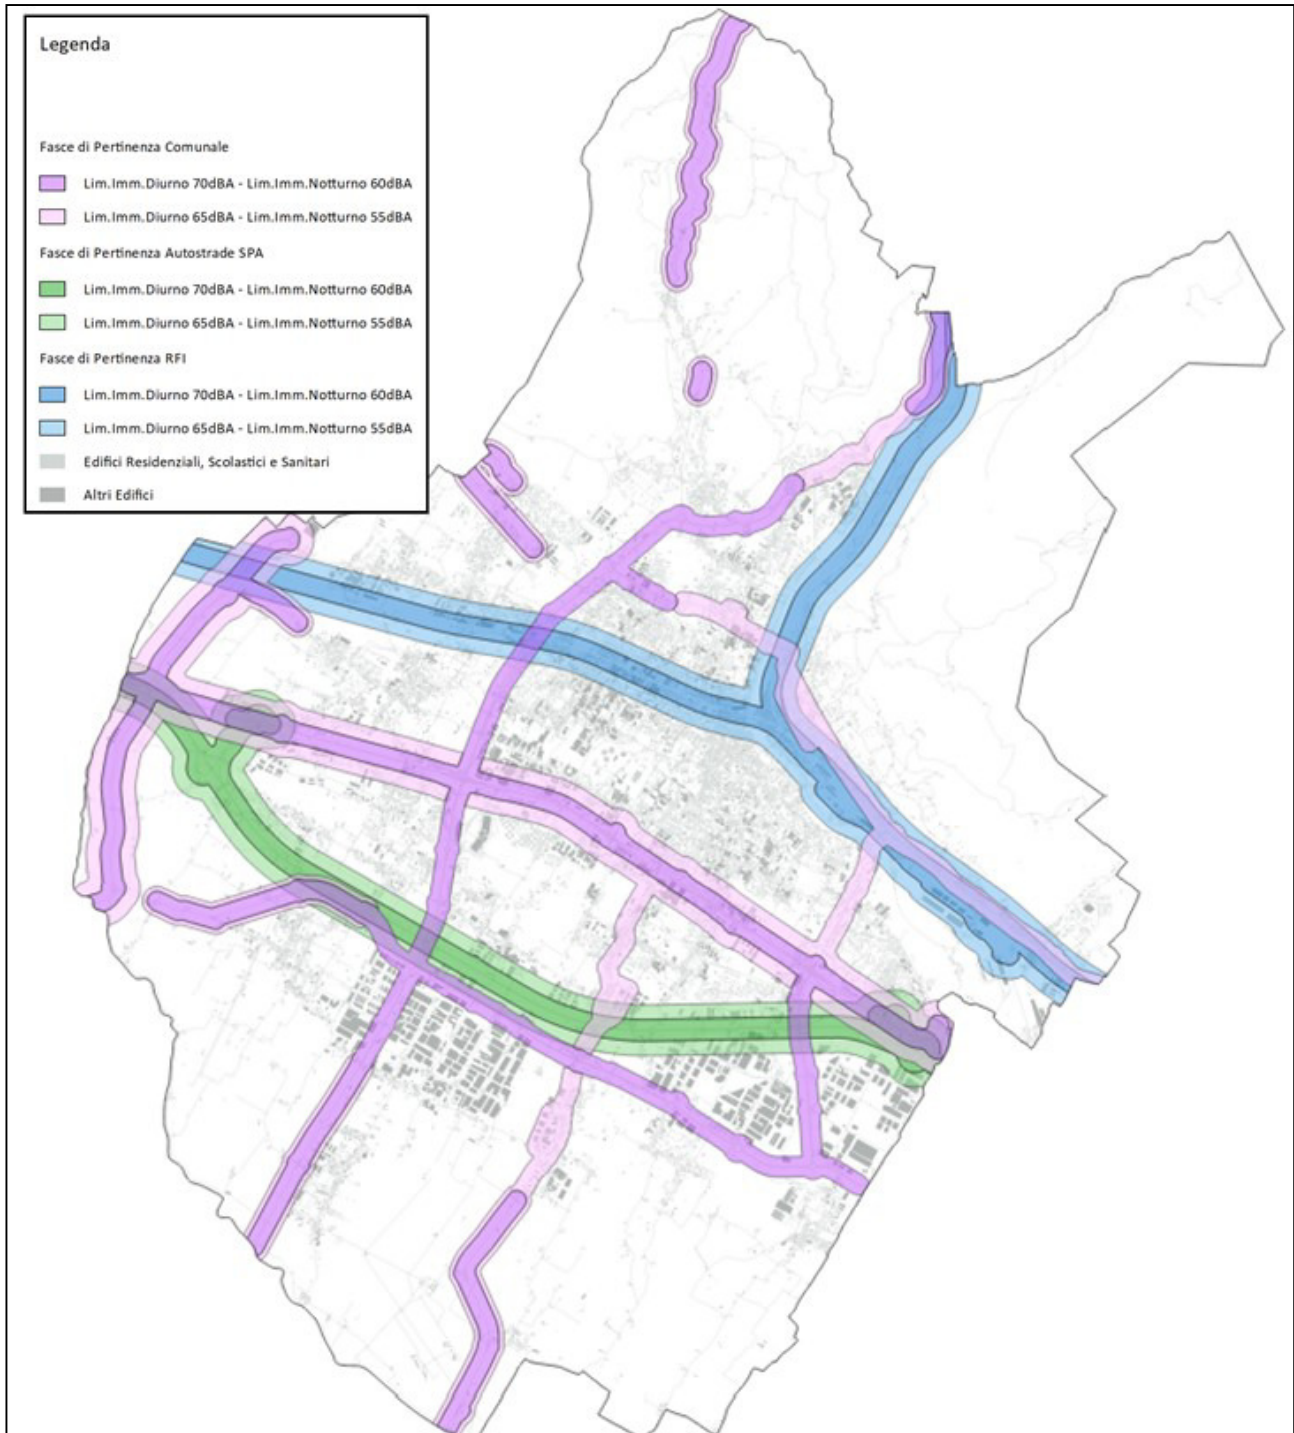 Legenda
Fasce di Pertinenza Comunale
Lim.Imm.Diurno 70dBA - Lim.Imm.Notturno 60dBA
Lim.Imm.Diurno 65dBA - Lim.Imm.Notturno 55dBA
Fasce di Pertinenza Autostrade SPA
Lim.Imm.Diurno 70dBA - Lim.Imm.Notturno 60dBA
Lim.Imm.Diurno 65dBA - Lim.Imm.Notturno 55dBA
Fasce di Pertinenza RFI
Lim.Imm.Diurno 70dBA - Lim.Imm.Notturno 60dBA
Lim.Imm.Diurno 65dBA - Lim.Imm.Notturno 55dBA
Edifici Residenziali, Scolastici e Sanitari
Altri Edifici